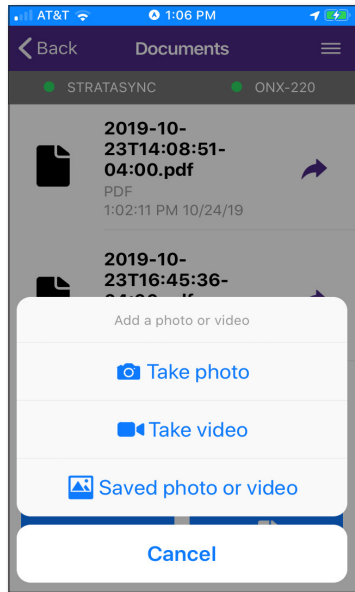 AT&T 1:06 PM
Back Documents
STRATASYNC ONX-220
2019-10-
23T14:08:51-
04:00.pdf
PDF
1:02:11 PM 10/24/19
2019-10-
23T16:45:36-
Add a photo or video
Take photo
Take video
Saved photo or video
Cancel